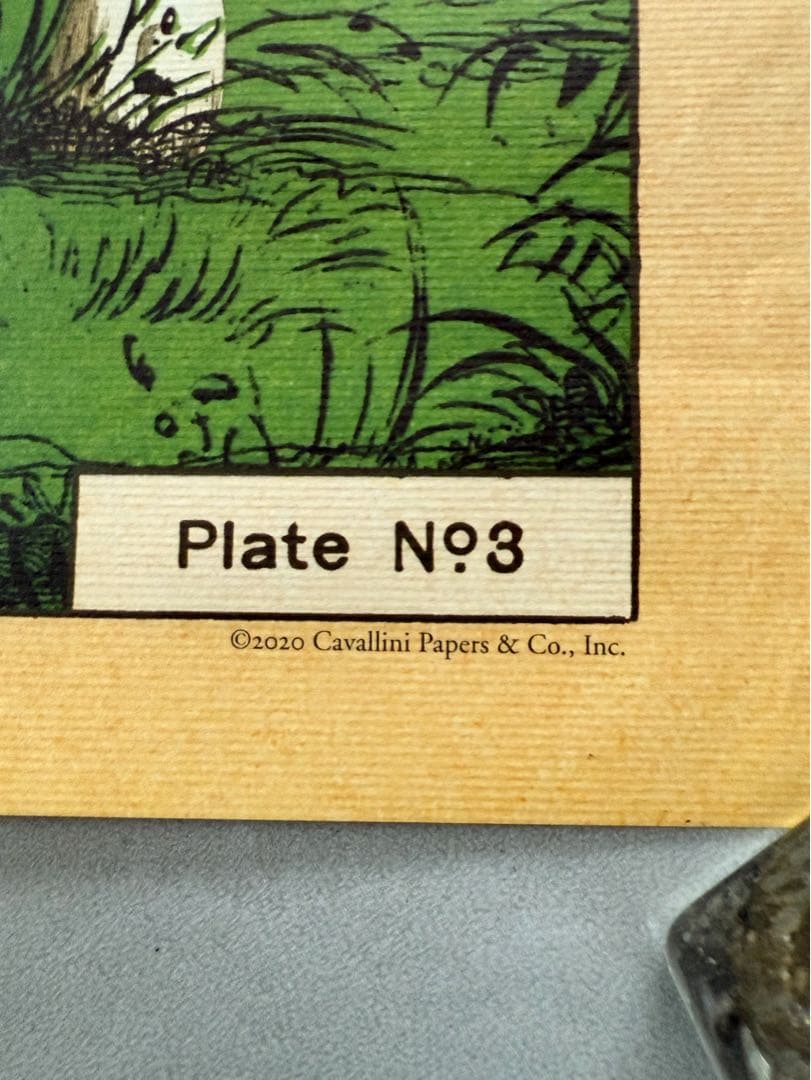 Plate Nº3
©2020 Cavallini Papers & Co., Inc.